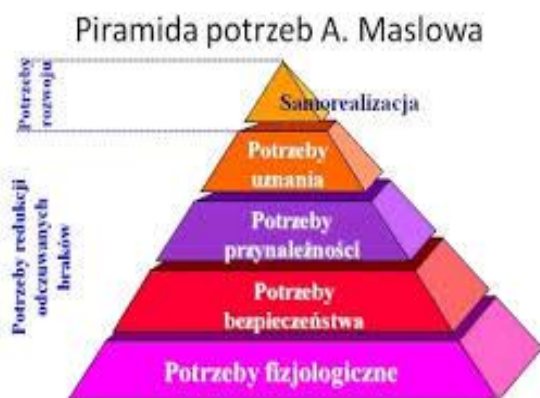 Piramida potrzeb A. Maslowa
Potrzeby
rozwoju
Samorealizacja
Potrzeby
uznania
Potrzeby redukcji
odczuwanych
braków
Potrzeby
przynależności
Potrzeby
bezpieczeństwa
Potrzeby fizjologiczne